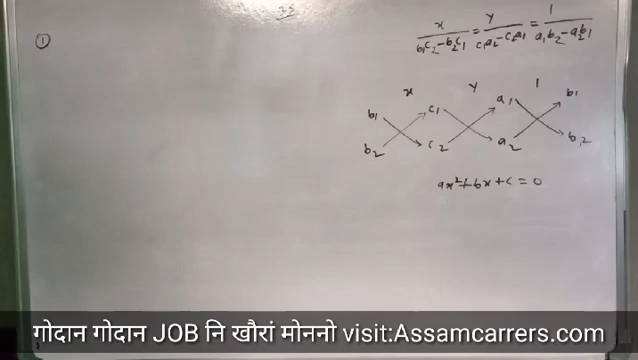 33
①
x/(b₁c₂-b₂c₁) = y/(c₁a₂-c₂a₁) = 1/(a₁b₂-a₂b₁)
x y 1
b₁ c₁ a₁ b₁
b₂ c₂ a₂ b₂
ax²+bx+c=0
गोदान गोदान JOB नि खौरां मोननो visit:Assamcarrers.com